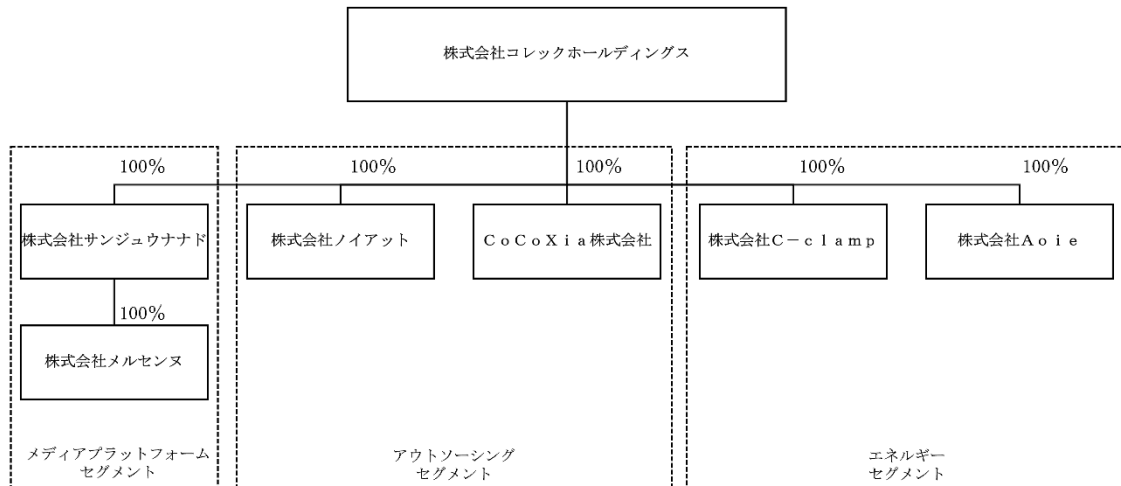 株式会社コレックホールディングス
100%
100%
100%
100%
100%
株式会社サンジュウナナド
株式会社ノイアット
ＣｏＣｏＸｉａ株式会社
株式会社Ｃ－ｃｌａｍｐ
株式会社Ａｏｉｅ
100%
株式会社メルセンヌ
メディアプラットフォーム
セグメント
アウトソーシング
セグメント
エネルギー
セグメント